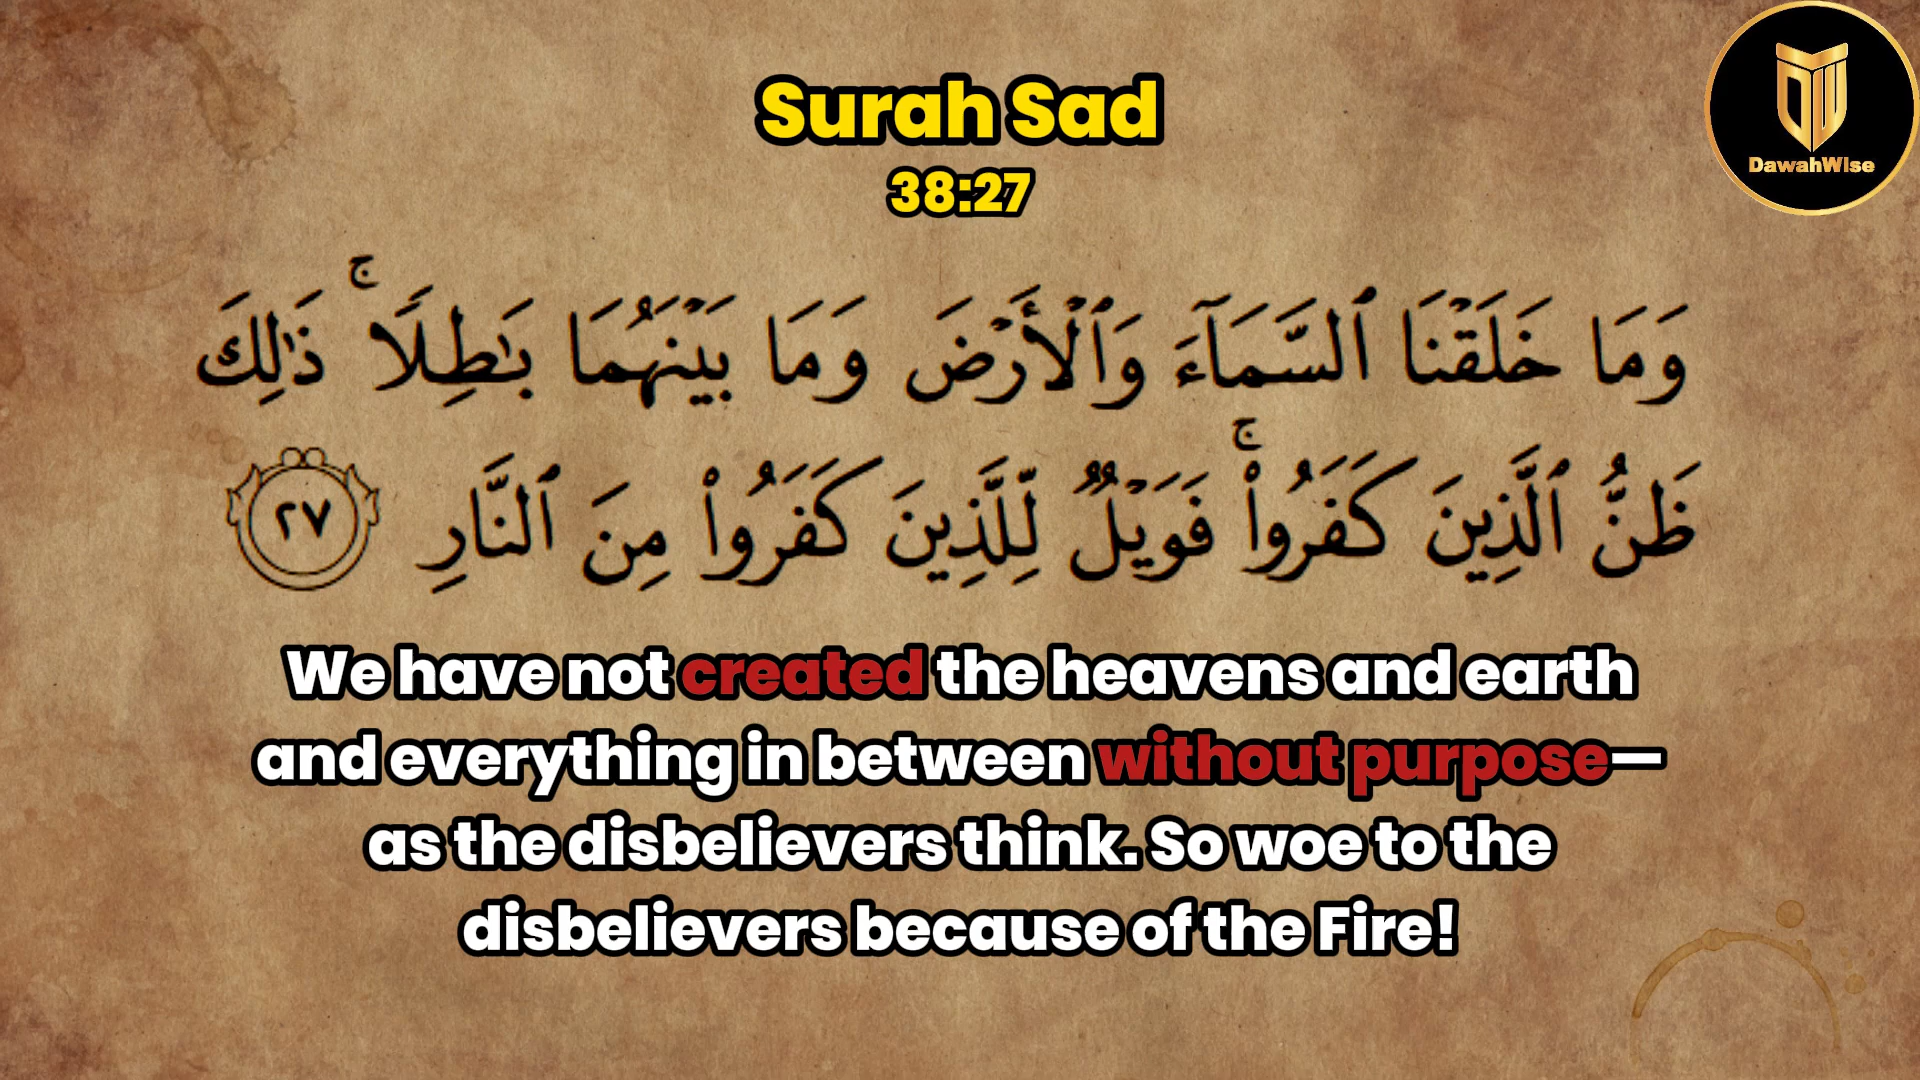 Surah Sad
38:27
DawahWise
وَمَا خَلَقْنَا ٱلسَّمَآءَ وَٱلْأَرْضَ وَمَا بَيْنَهُمَا بَـٰطِلًا ۚ ذَٰلِكَ
ظَنُّ ٱلَّذِينَ كَفَرُوا۟ ۚ فَوَيْلٌ لِّلَّذِينَ كَفَرُوا۟ مِنَ ٱلنَّارِ ٢٧
We have not created the heavens and earth
and everything in between without purpose—
as the disbelievers think. So woe to the
disbelievers because of the Fire!